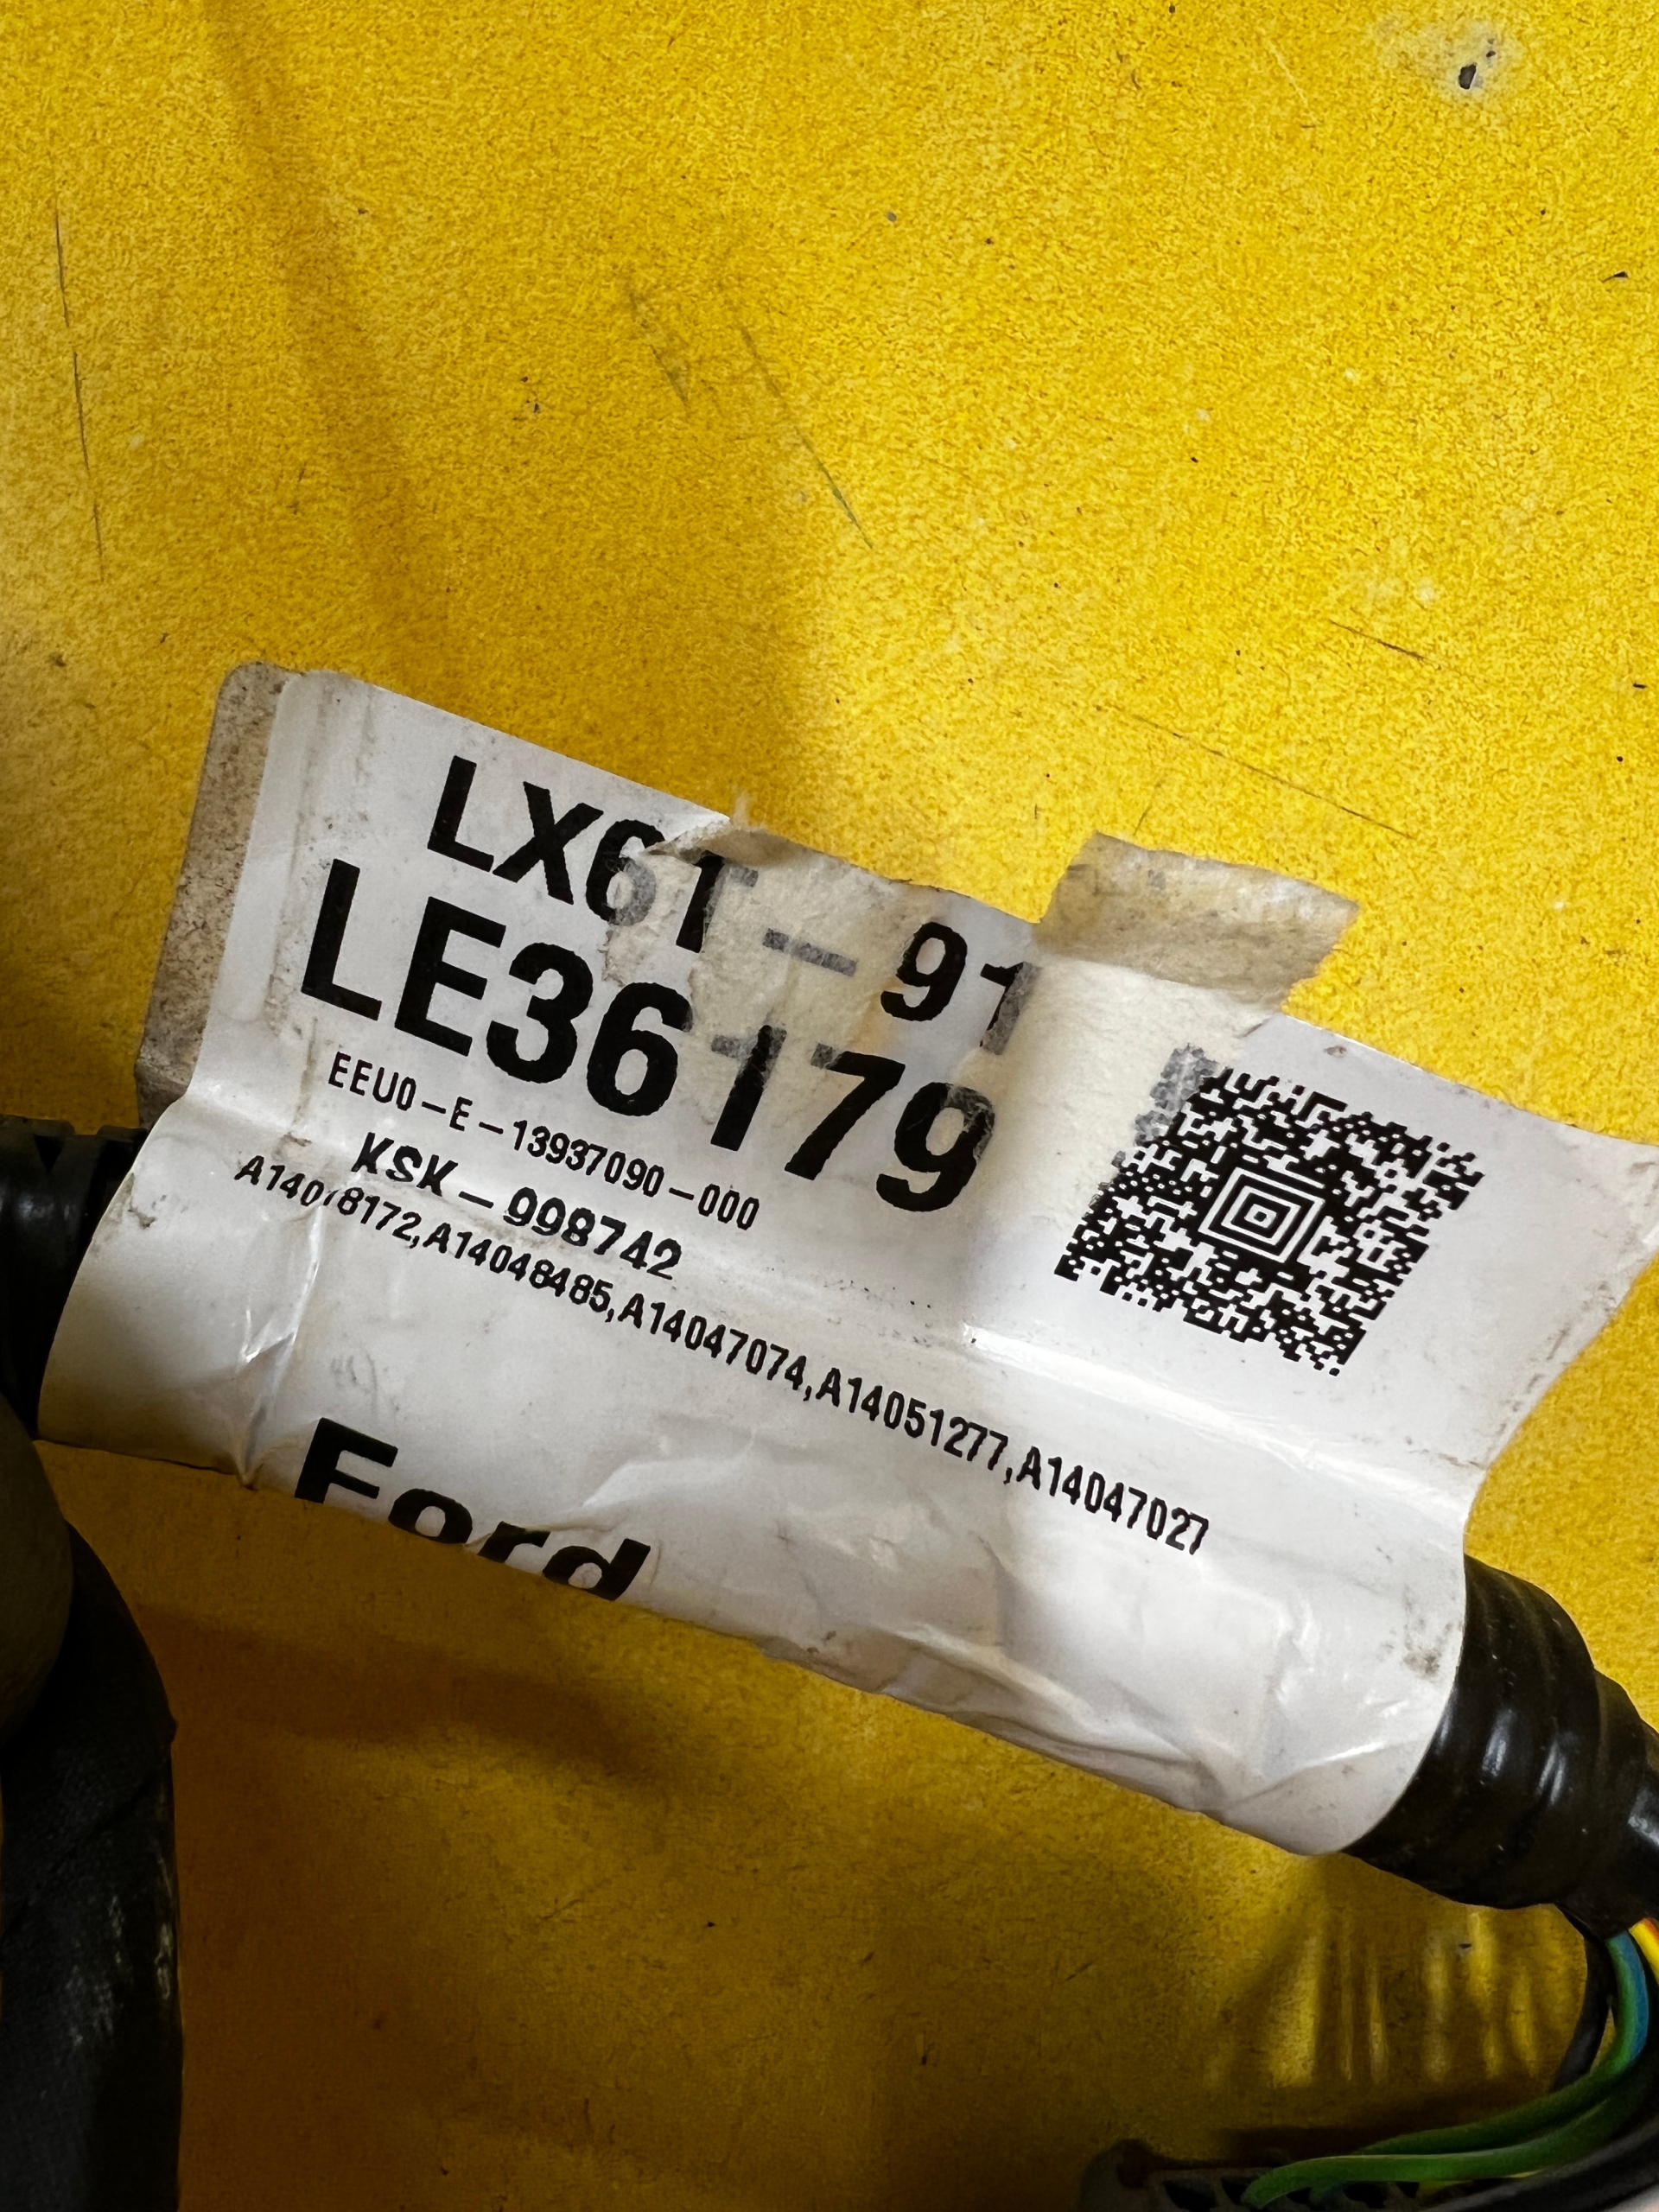 LX6T-91
LE36179
EEU0-E-13937090-000
KSK-998742
A14048485,A14047074,A14051277,A14047027
Ford